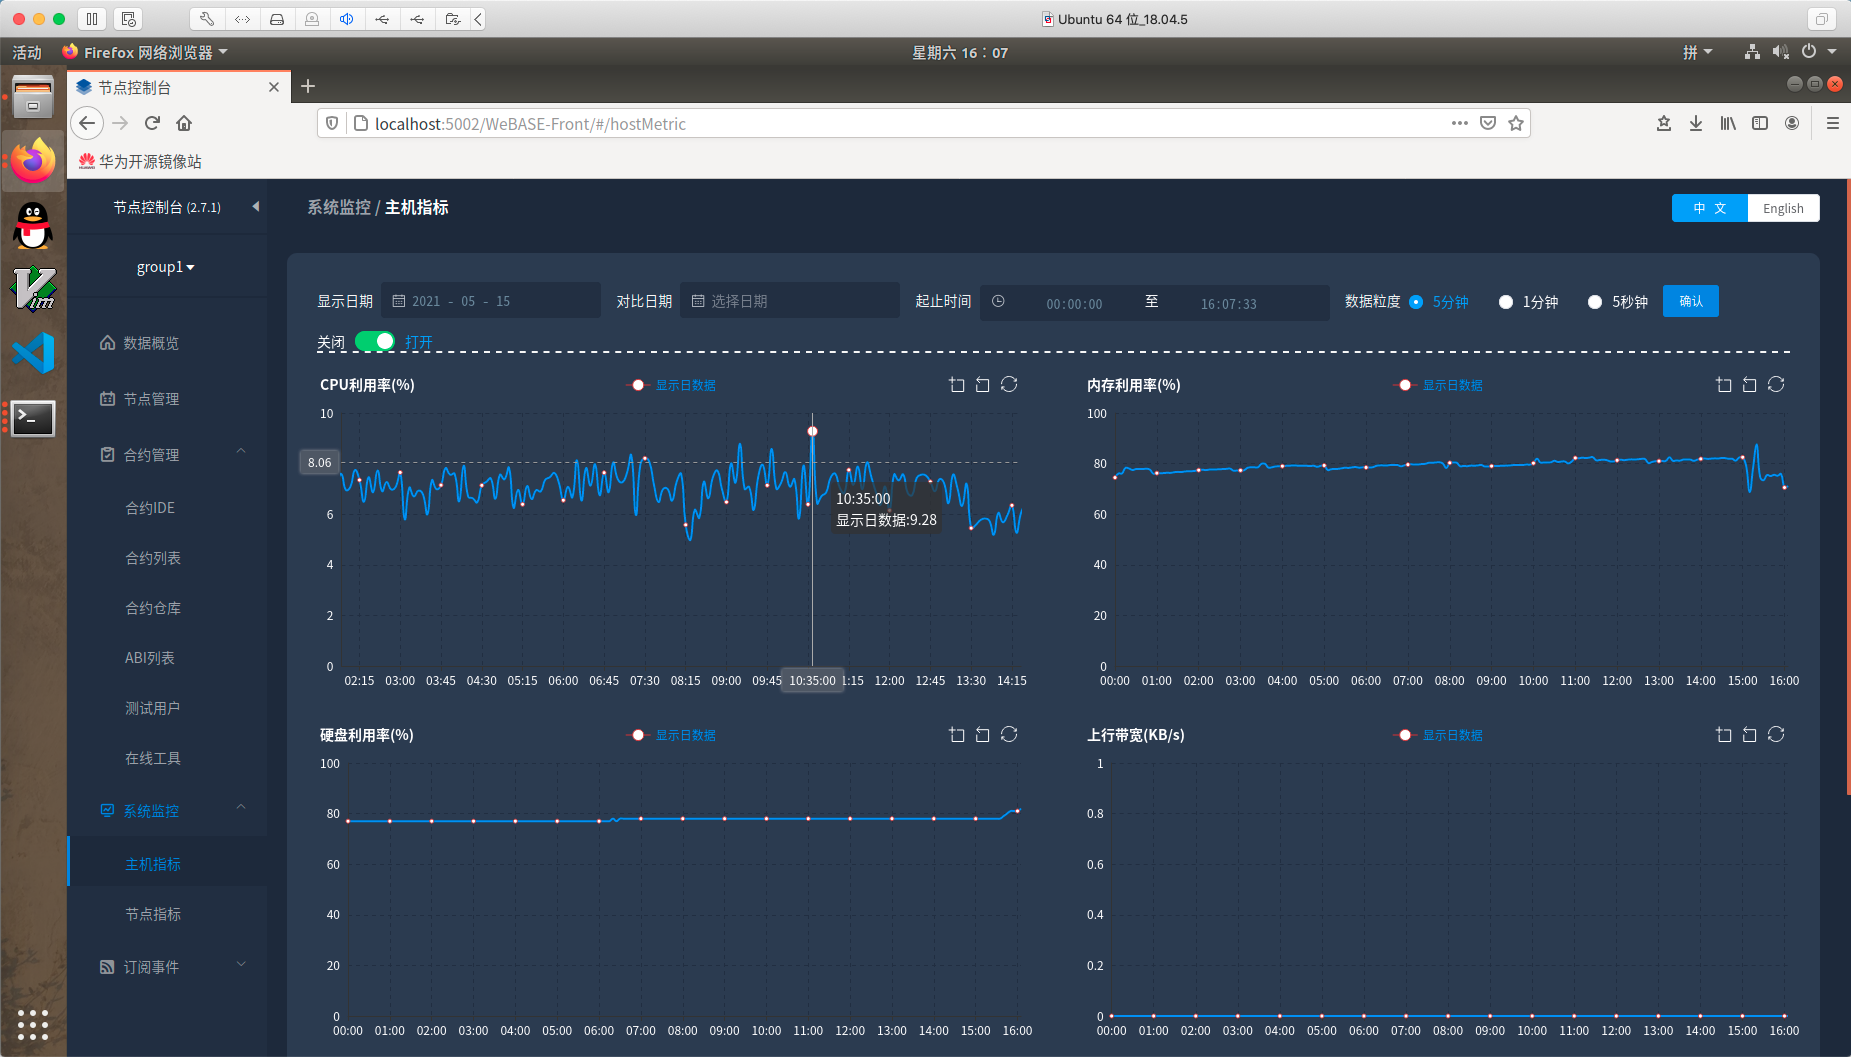 Ubuntu 64 位_18.04.5
活动
Firefox 网络浏览器
星期六 16：07
拼
节点控制台
localhost:5002/WeBASE-Front/#/hostMetric
华为开源镜像站
节点控制台 (2.7.1)
group1
数据概览
节点管理
合约管理
合约IDE
合约列表
合约仓库
ABI列表
测试用户
在线工具
系统监控
主机指标
节点指标
订阅事件
系统监控 / 主机指标
中 文
English
显示日期 2021 - 05 - 15 对比日期 选择日期 起止时间 00:00:00 至 16:07:33 数据粒度 5分钟 1分钟 5秒钟 确认
关闭 打开
CPU利用率(%)
显示日数据
10
8.06
6
4
2
0
10:35:00
显示日数据:9.28
02:15 03:00 03:45 04:30 05:15 06:00 06:45 07:30 08:15 09:00 09:45 10:35:00 1:15 12:00 12:45 13:30 14:15
内存利用率(%)
显示日数据
100
80
60
40
20
0
00:00 01:00 02:00 03:00 04:00 05:00 06:00 07:00 08:00 09:00 10:00 11:00 12:00 13:00 14:00 15:00 16:00
硬盘利用率(%)
显示日数据
100
80
60
40
20
0
00:00 01:00 02:00 03:00 04:00 05:00 06:00 07:00 08:00 09:00 10:00 11:00 12:00 13:00 14:00 15:00 16:00
上行带宽(KB/s)
显示日数据
1
0.8
0.6
0.4
0.2
0
00:00 01:00 02:00 03:00 04:00 05:00 06:00 07:00 08:00 09:00 10:00 11:00 12:00 13:00 14:00 15:00 16:00